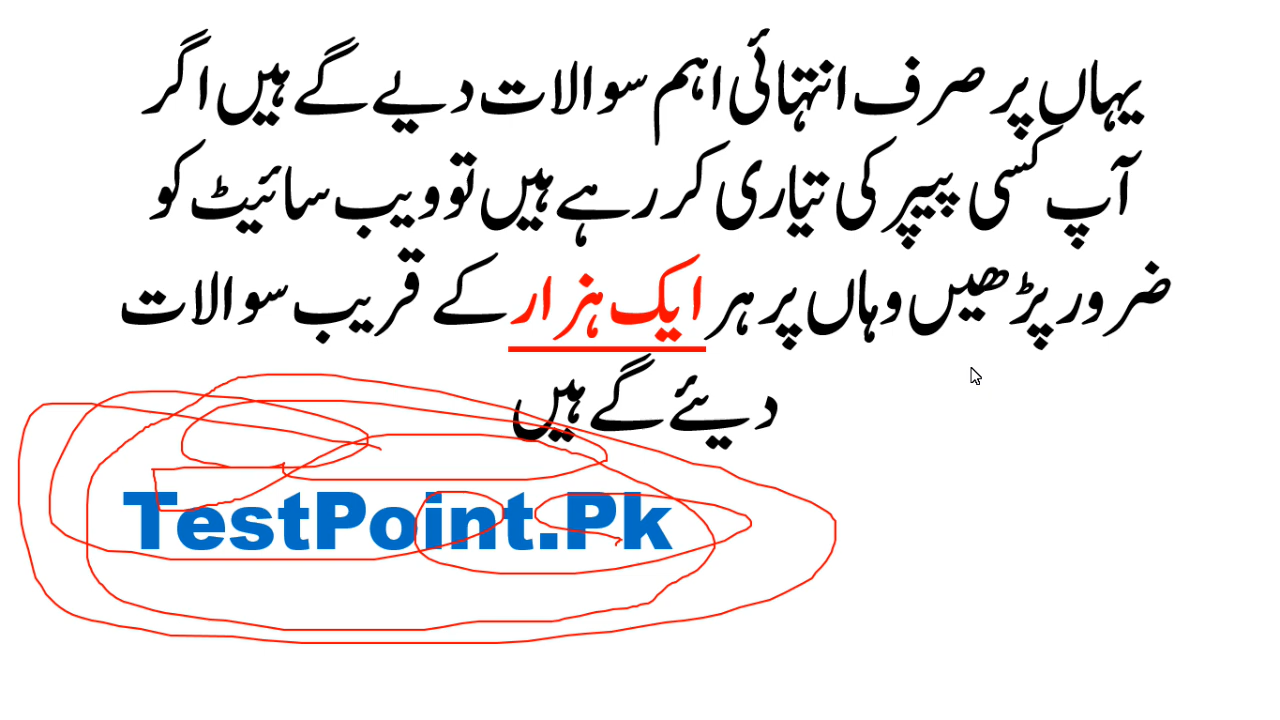 یہاں پر صرف انتہائی اہم سوالات دیے گے ہیں اگر
آپ کسی پیپر کی تیاری کر رہے ہیں تو ویب سائیٹ کو
ضرور پڑھیں وہاں پر ہر ایک ہزار کے قریب سوالات
دیئے گے ہیں
TestPoint.Pk